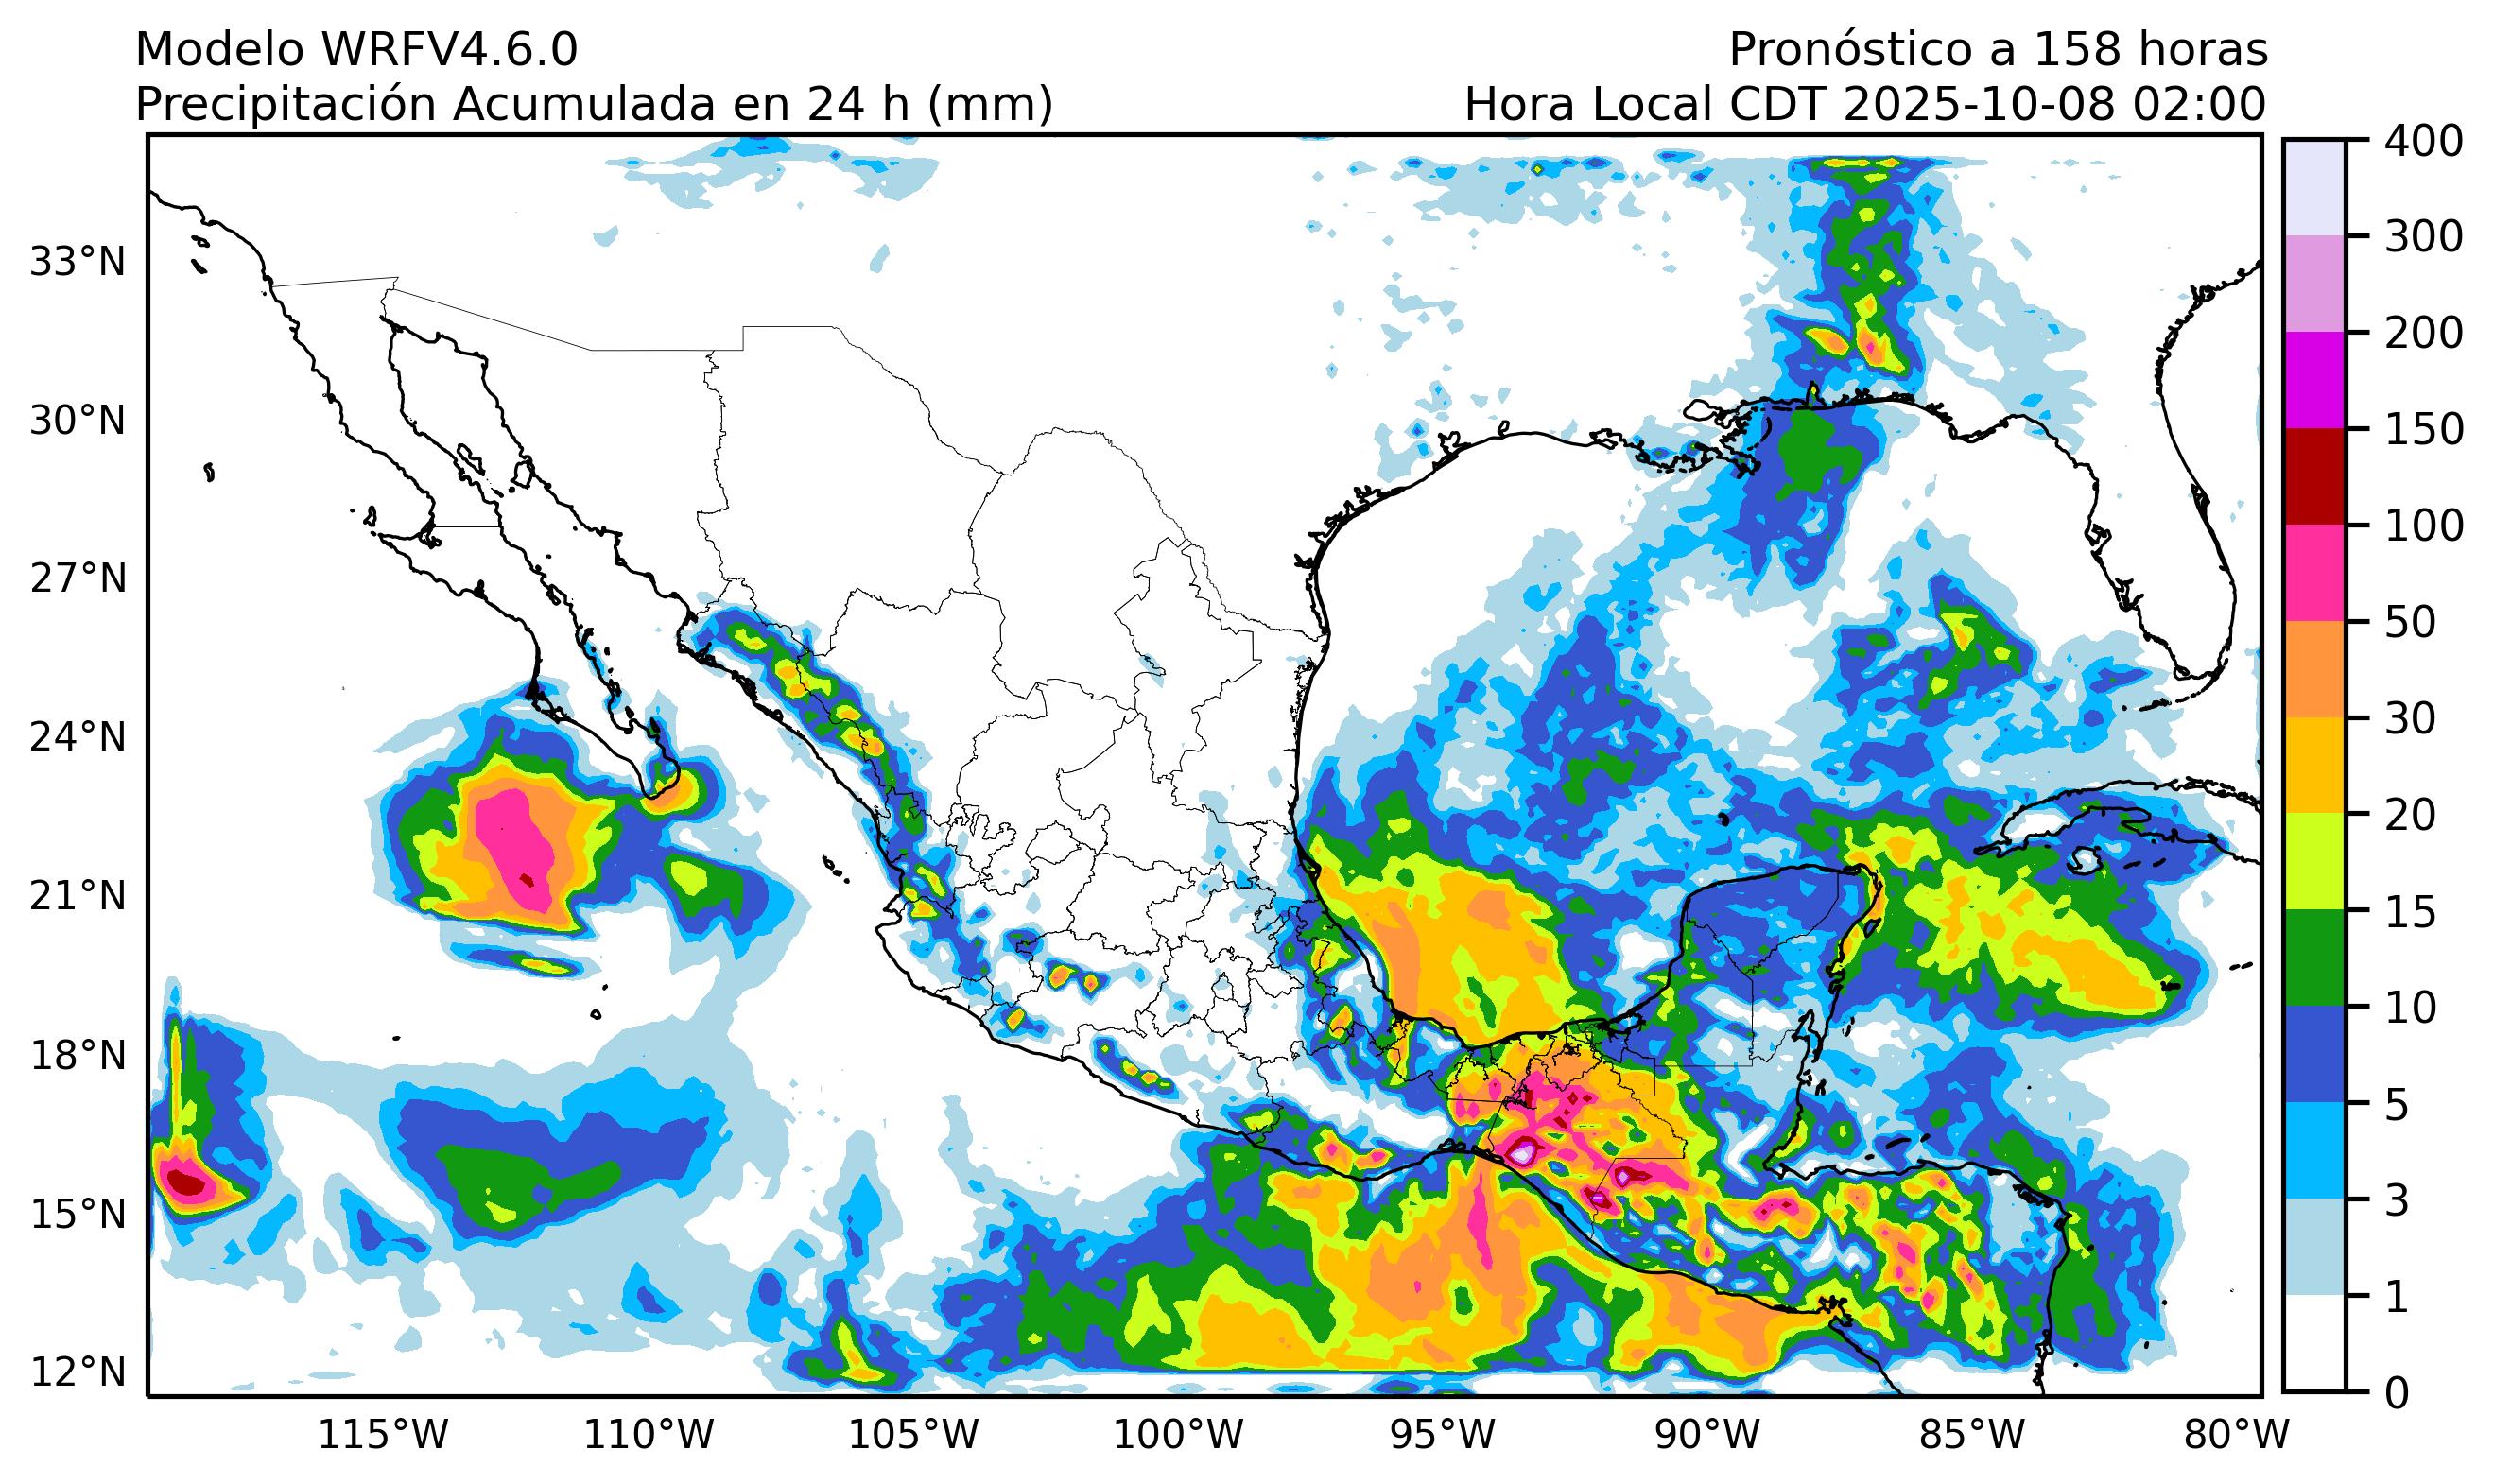 Modelo WRFV4.6.0
Pronóstico a 158 horas
Precipitación Acumulada en 24 h (mm)
Hora Local CDT 2025-10-08 02:00
33°N
30°N
27°N
24°N
21°N
18°N
15°N
12°N
115°W
110°W
105°W
100°W
95°W
90°W
85°W
80°W
400
300
200
150
100
50
30
20
15
10
5
3
1
0